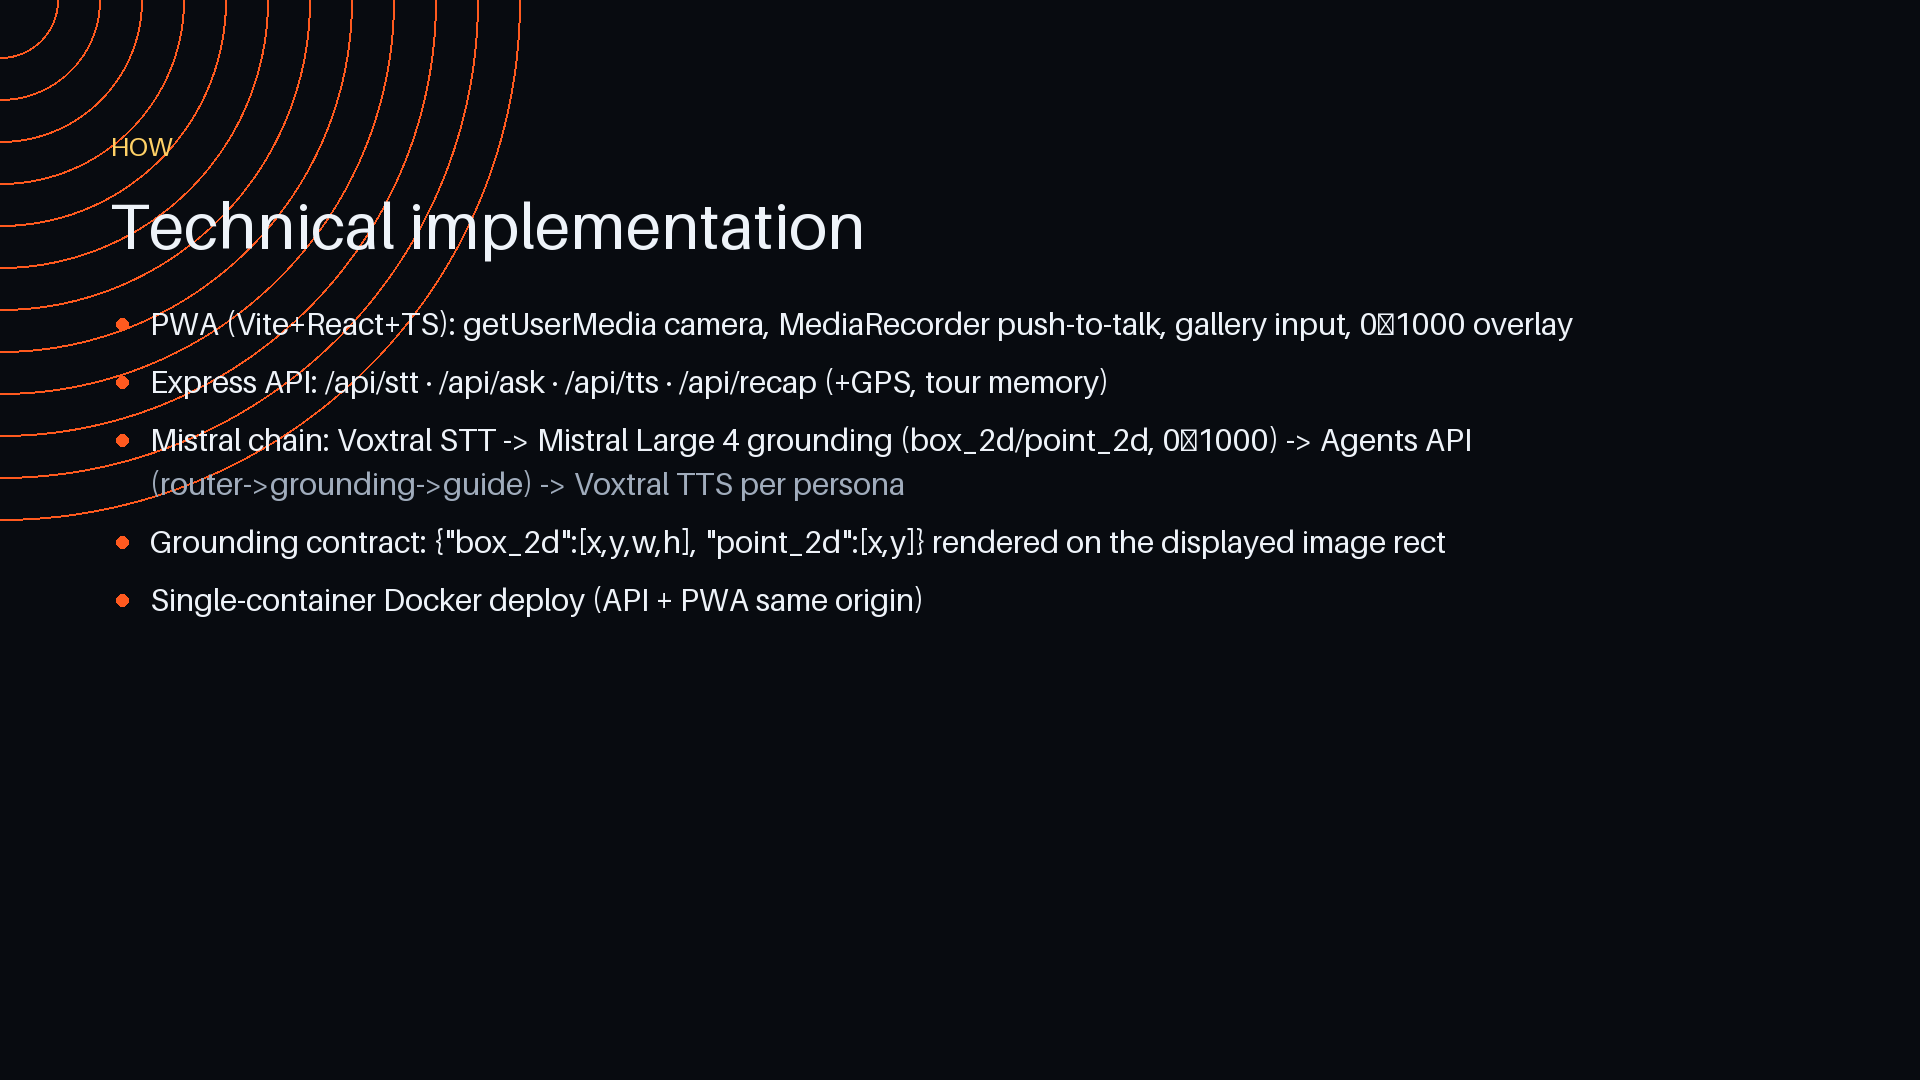 HOW
Technical implementation
PWA (Vite+React+TS): getUserMedia camera, MediaRecorder push-to-talk, gallery input, 0□1000 overlay
Express API: /api/stt · /api/ask · /api/tts · /api/recap (+GPS, tour memory)
Mistral chain: Voxtral STT -> Mistral Large 4 grounding (box_2d/point_2d, 0□1000) -> Agents API
(router->grounding->guide) -> Voxtral TTS per persona
Grounding contract: {"box_2d":[x,y,w,h], "point_2d":[x,y]} rendered on the displayed image rect
Single-container Docker deploy (API + PWA same origin)